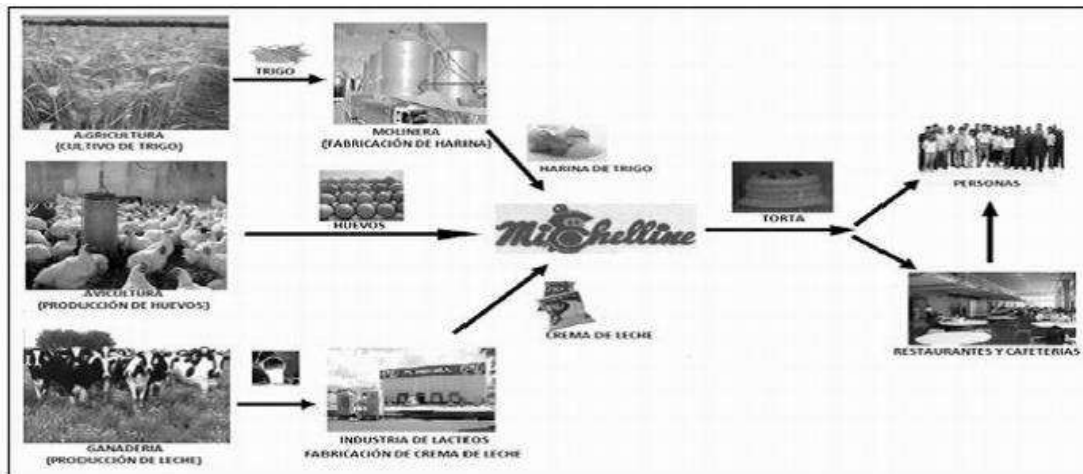 TRIGO
AGRICULTURA
(CULTIVO DE TRIGO)
MOLINERA
(FABRICACIÓN DE HARINA)
HARINA DE TRIGO
HUEVOS
AVICULTURA
(PRODUCCIÓN DE HUEVOS)
Michelline
TORTA
PERSONAS
CREMA DE LECHE
RESTAURANTES Y CAFETERIAS
GANADERIA
(PRODUCCIÓN DE LECHE)
INDUSTRIA DE LACTEOS
FABRICACIÓN DE CREMA DE LECHE